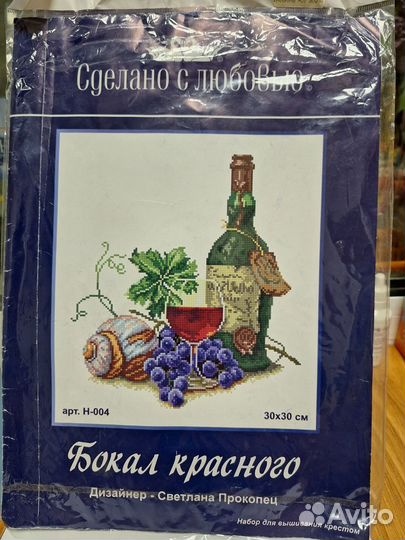 Сделано с любовью
арт. Н-004
30x30 см
Бокал красного
Дизайнер - Светлана Прокопец
Набор для вышивания крестом
Avito